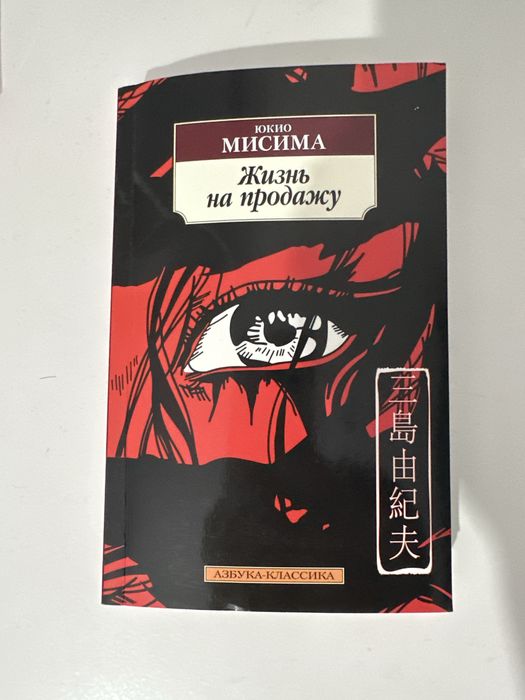 ЮКИО
МИСИМА
Жизнь
на продажу
三島由紀夫
АЗБУКА-КЛАССИКА